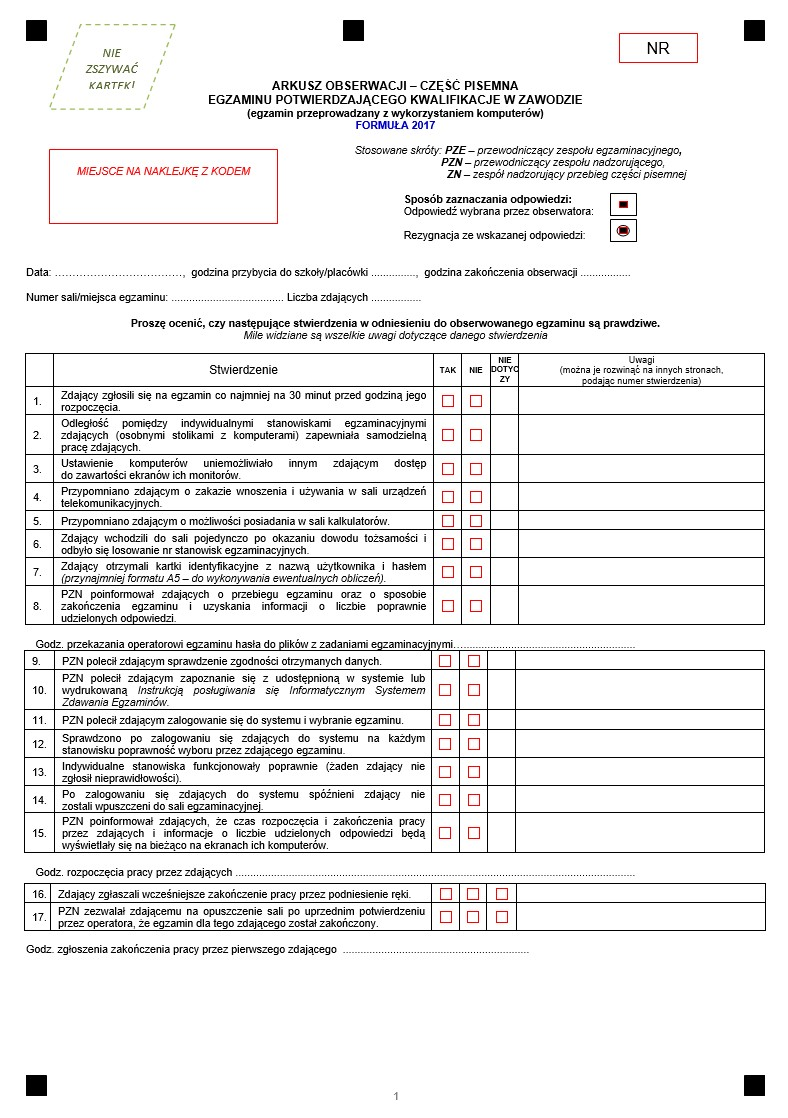 NIE
ZSZYWAĆ
KARTEK!
NR
ARKUSZ OBSERWACJI – CZĘŚĆ PISEMNA
EGZAMINU POTWIERDZAJĄCEGO KWALIFIKACJE W ZAWODZIE
(egzamin przeprowadzany z wykorzystaniem komputerów)
FORMUŁA 2017
MIEJSCE NA NAKLEJKĘ Z KODEM
Stosowane skróty: PZE – przewodniczący zespołu egzaminacyjnego,
PZN – przewodniczący zespołu nadzorującego,
ZN – zespół nadzorujący przebieg części pisemnej
Sposób zaznaczania odpowiedzi:
Odpowiedź wybrana przez obserwatora:
Rezygnacja ze wskazanej odpowiedzi:
Data: ………………………………, godzina przybycia do szkoły/placówki ..............., godzina zakończenia obserwacji .................
Numer sali/miejsca egzaminu: ...................................... Liczba zdających .................
Proszę ocenić, czy następujące stwierdzenia w odniesieniu do obserwowanego egzaminu są prawdziwe.
Mile widziane są wszelkie uwagi dotyczące danego stwierdzenia
Stwierdzenie
TAK
NIE
NIE
DOTYC
ZY
Uwagi
(można je rozwinąć na innych stronach,
podając numer stwierdzenia)
1. Zdający zgłosili się na egzamin co najmniej na 30 minut przed godziną jego
rozpoczęcia.
2. Odległość pomiędzy indywidualnymi stanowiskami egzaminacyjnymi
zdających (osobnymi stolikami z komputerami) zapewniała samodzielną
pracę zdających.
3. Ustawienie komputerów uniemożliwiało innym zdającym dostęp
do zawartości ekranów ich monitorów.
4. Przypomniano zdającym o zakazie wnoszenia i używania w sali urządzeń
telekomunikacyjnych.
5. Przypomniano zdającym o możliwości posiadania w sali kalkulatorów.
6. Zdający wchodzili do sali pojedynczo po okazaniu dowodu tożsamości i
odbyło się losowanie nr stanowisk egzaminacyjnych.
7. Zdający otrzymali kartki identyfikacyjne z nazwą użytkownika i hasłem
(przynajmniej formatu A5 – do wykonywania ewentualnych obliczeń).
8. PZN poinformował zdających o przebiegu egzaminu oraz o sposobie
zakończenia egzaminu i uzyskania informacji o liczbie poprawnie
udzielonych odpowiedzi.
Godz. przekazania operatorowi egzaminu hasła do plików z zadaniami egzaminacyjnymi…..........................................................
9. PZN polecił zdającym sprawdzenie zgodności otrzymanych danych.
10. PZN polecił zdającym zapoznanie się z udostępnioną w systemie lub
wydrukowaną Instrukcją posługiwania się Informatycznym Systemem
Zdawania Egzaminów.
11. PZN polecił zdającym zalogowanie się do systemu i wybranie egzaminu.
12. Sprawdzono po zalogowaniu się zdających do systemu na każdym
stanowisku poprawność wyboru przez zdającego egzaminu.
13. Indywidualne stanowiska funkcjonowały poprawnie (żaden zdający nie
zgłosił nieprawidłowości).
14. Po zalogowaniu się zdających do systemu spóźnieni zdający nie
zostali wpuszczeni do sali egzaminacyjnej.
15. PZN poinformował zdających, że czas rozpoczęcia i zakończenia pracy
przez zdających i informacje o liczbie udzielonych odpowiedzi będą
wyświetlały się na bieżąco na ekranach ich komputerów.
Godz. rozpoczęcia pracy przez zdających ........................................................................................................................................
16. Zdający zgłaszali wcześniejsze zakończenie pracy przez podniesienie ręki.
17. PZN zezwalał zdającemu na opuszczenie sali po uprzednim potwierdzeniu
przez operatora, że egzamin dla tego zdającego został zakończony.
Godz. zgłoszenia zakończenia pracy przez pierwszego zdającego ...............................................................
1